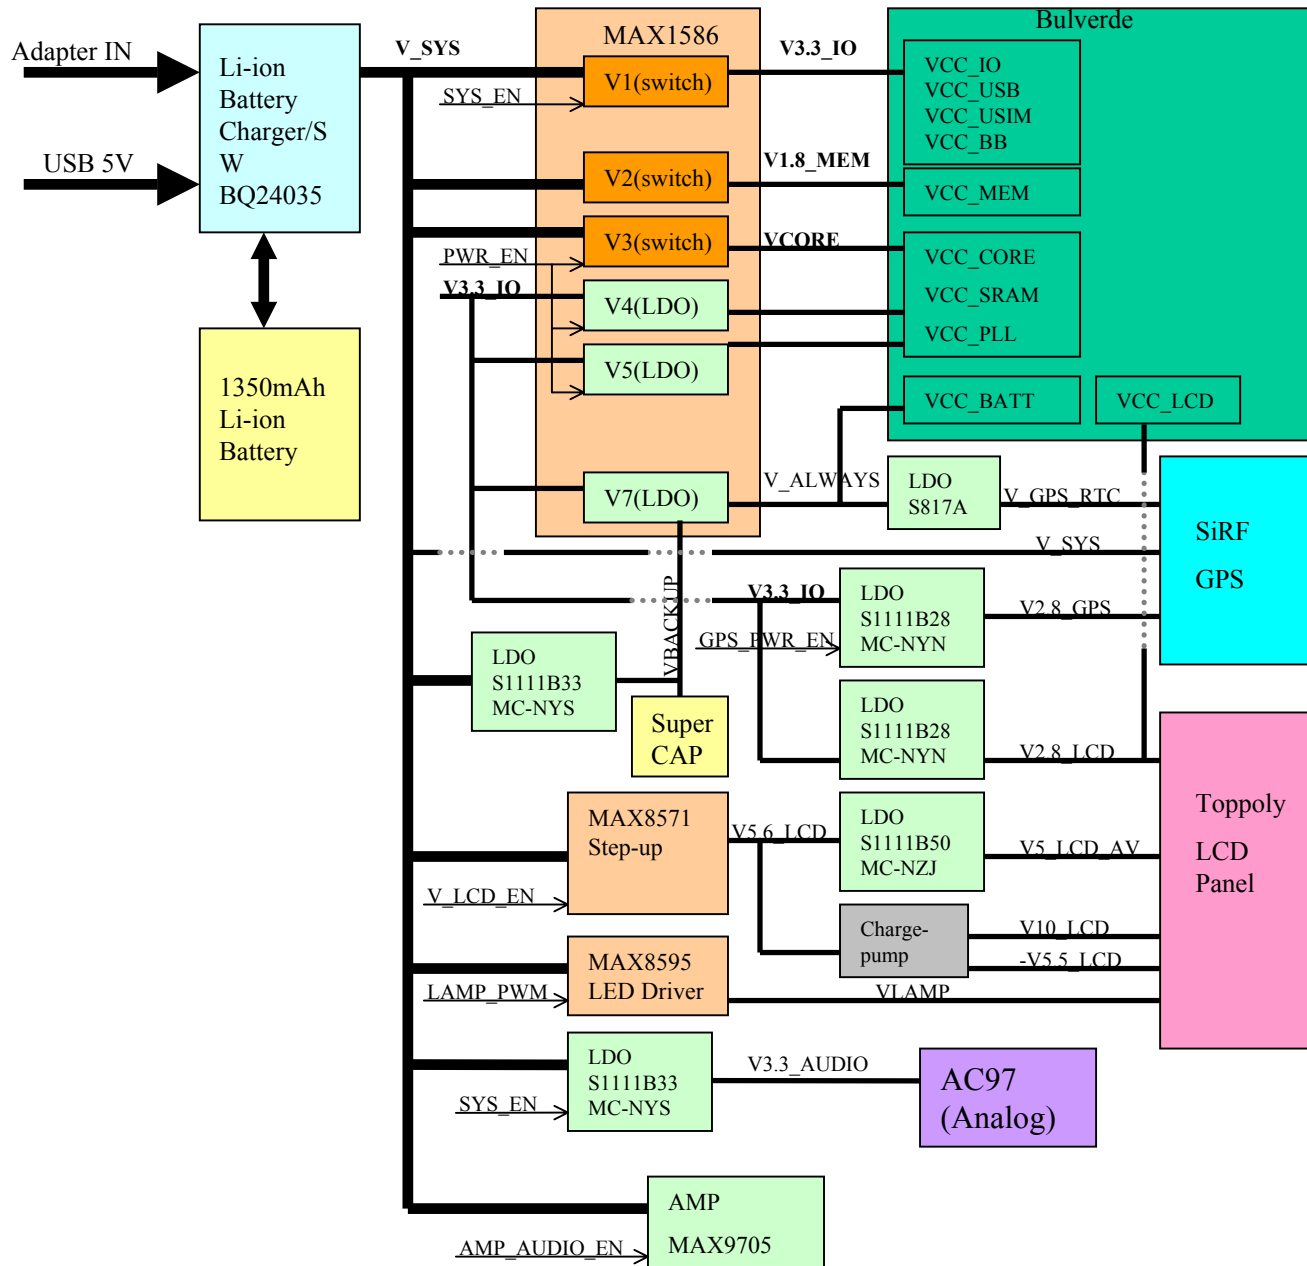 Bulverde
Adapter IN
V_SYS
MAX1586
V3.3_IO
Li-ion
Battery
Charger/S
W
BQ24035
V1(switch)
SYS_EN
VCC_IO
VCC_USB
VCC_USIM
VCC_BB
USB 5V
V2(switch)
V1.8_MEM
VCC_MEM
V3(switch)
VCORE
PWR_EN
VCC_CORE
VCC_SRAM
VCC_PLL
V3.3_IO
V4(LDO)
V5(LDO)
1350mAh
Li-ion
Battery
VCC_BATT
VCC_LCD
V7(LDO)
V_ALWAYS
LDO
S817A
V_GPS_RTC
SiRF
GPS
V_SYS
VBACKUP
V3.3_IO
LDO
S1111B28
MC-NYN
V2.8_GPS
GPS_PWR_EN
LDO
S1111B33
MC-NYS
Super
CAP
LDO
S1111B28
MC-NYN
V2.8_LCD
Toppoly
LCD
Panel
MAX8571
Step-up
V5.6_LCD
LDO
S1111B50
MC-NZJ
V5_LCD_AV
V_LCD_EN
Charge-
pump
V10_LCD
-V5.5_LCD
MAX8595
LED Driver
LAMP_PWM
VLAMP
LDO
S1111B33
MC-NYS
V3.3_AUDIO
SYS_EN
AC97
(Analog)
AMP
MAX9705
AMP_AUDIO_EN